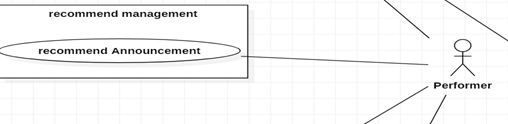 recommend management
recommend Announcement
Performer